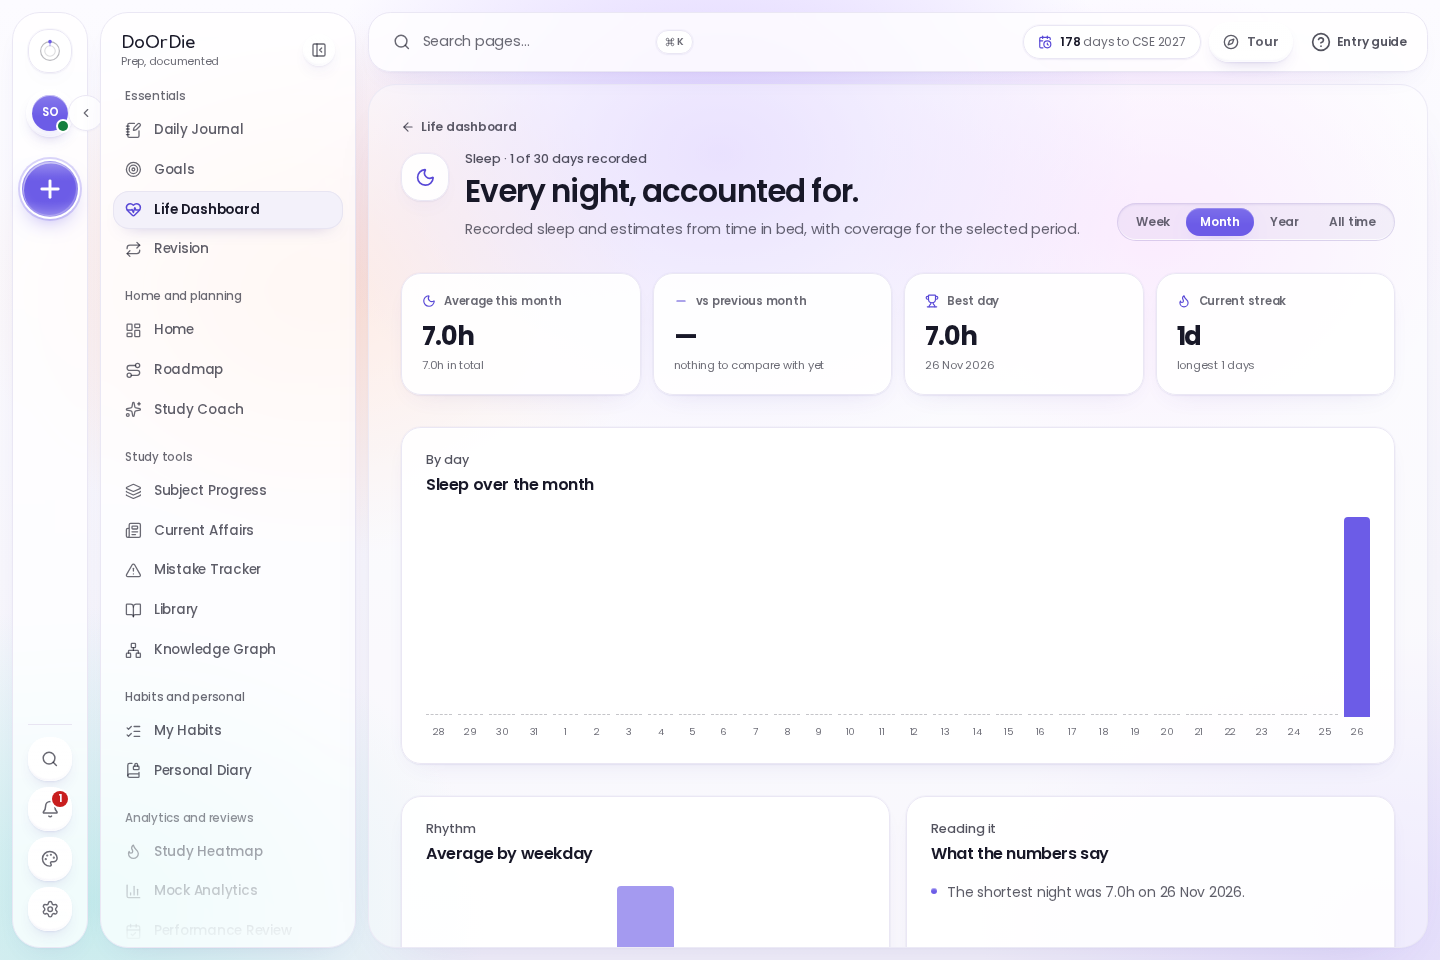 DoOrDie
Prep, documented
SO
Essentials
Daily Journal
Goals
Life Dashboard
Revision
Home and planning
Home
Roadmap
Study Coach
Study tools
Subject Progress
Current Affairs
Mistake Tracker
Library
Knowledge Graph
Habits and personal
My Habits
Personal Diary
Analytics and reviews
Study Heatmap
Mock Analytics
Performance Review
1
Search pages...
⌘ K
178 days to CSE 2027
Tour
Entry guide
Life dashboard
Sleep · 1 of 30 days recorded
Every night, accounted for.
Recorded sleep and estimates from time in bed, with coverage for the selected period.
Week Month Year All time
Average this month
7.0h
7.0h in total
vs previous month
—
nothing to compare with yet
Best day
7.0h
26 Nov 2026
Current streak
1d
longest 1 days
By day
Sleep over the month
28 29 30 31 1 2 3 4 5 6 7 8 9 10 11 12 13 14 15 16 17 18 19 20 21 22 23 24 25 26
Rhythm
Average by weekday
Reading it
What the numbers say
The shortest night was 7.0h on 26 Nov 2026.